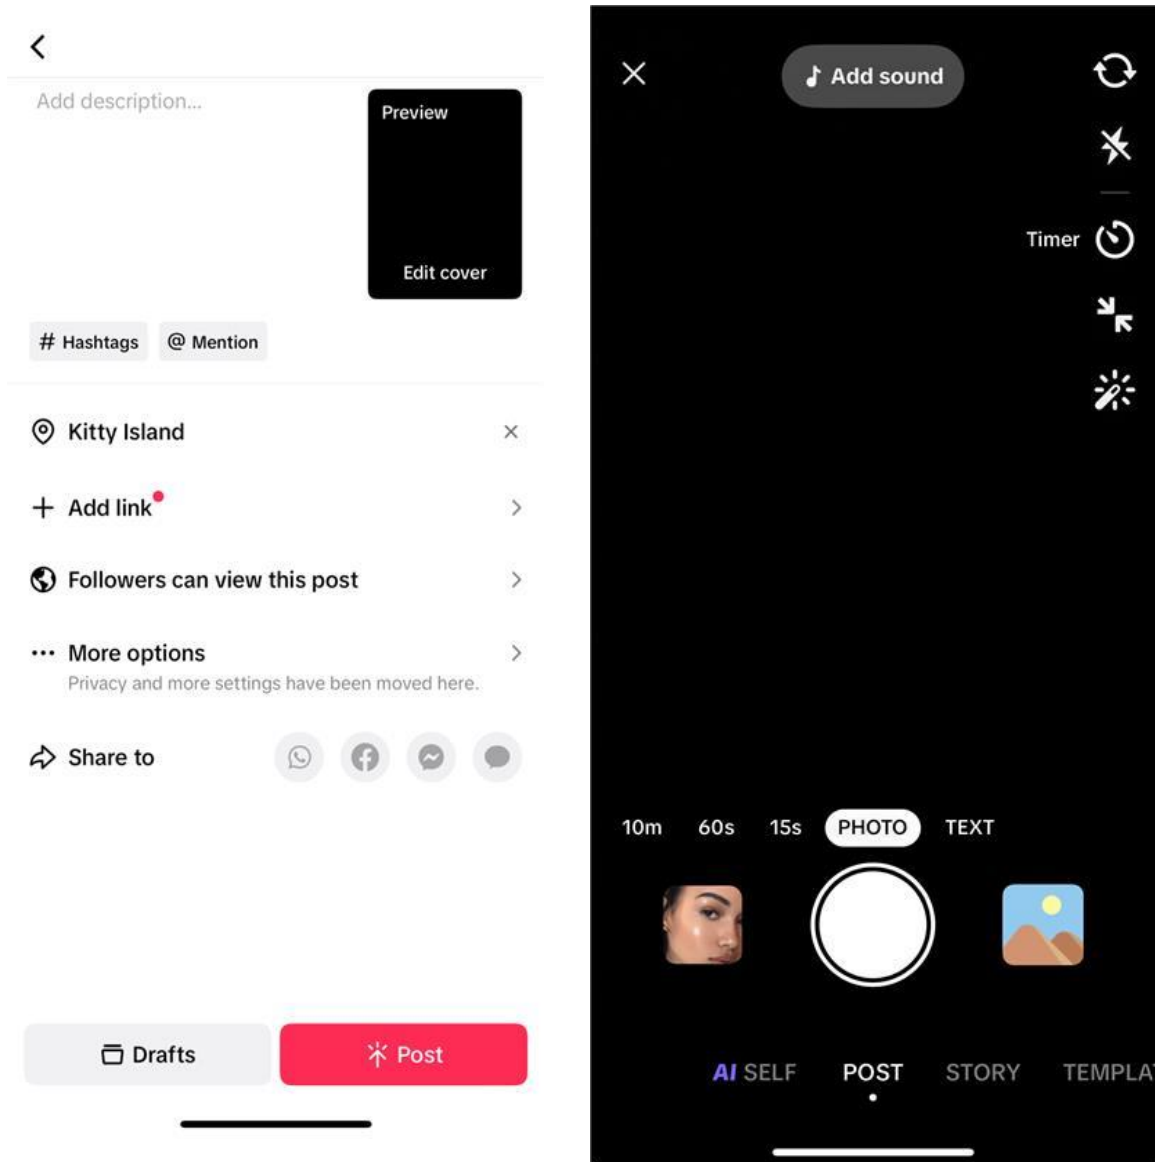 Add description...
Preview
Edit cover
# Hashtags @ Mention
Kitty Island
Add link
Followers can view this post
More options
Privacy and more settings have been moved here.
Share to
Drafts
Post
Add sound
Timer
10m 60s 15s PHOTO TEXT
AI SELF POST STORY TEMPLA